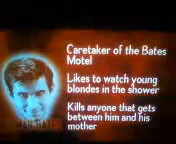 Caretaker of the Bates
Motel
Likes to watch young
blondes in the shower
Kills anyone that gets
between him and his
mother